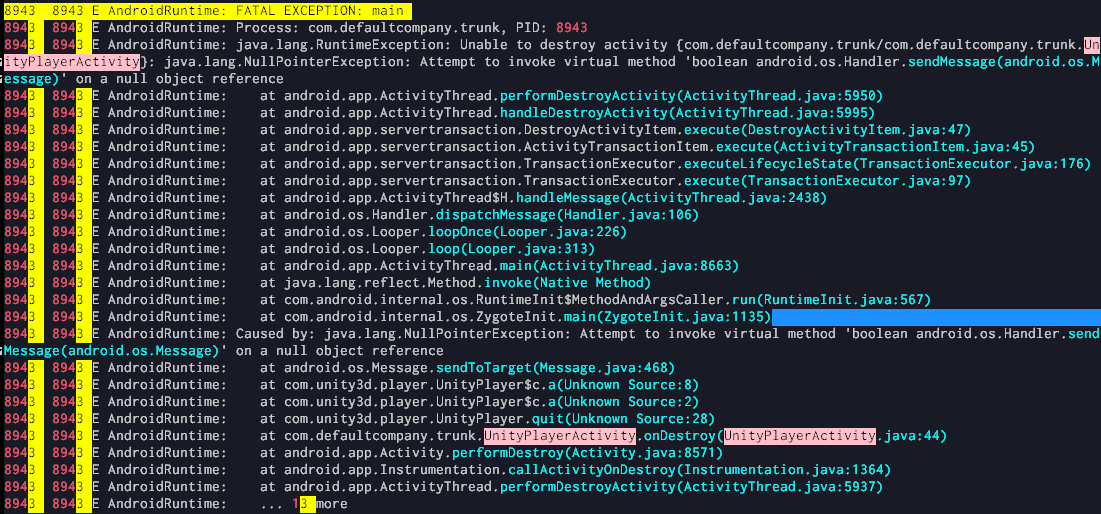 8943  8943 E AndroidRuntime: FATAL EXCEPTION: main
8943  8943 E AndroidRuntime: Process: com.defaultcompany.trunk, PID: 8943
8943  8943 E AndroidRuntime: java.lang.RuntimeException: Unable to destroy activity {com.defaultcompany.trunk/com.defaultcompany.trunk.Un
ityPlayerActivity}: java.lang.NullPointerException: Attempt to invoke virtual method 'boolean android.os.Handler.sendMessage(android.os.M
essage)' on a null object reference
8943  8943 E AndroidRuntime:    at android.app.ActivityThread.performDestroyActivity(ActivityThread.java:5950)
8943  8943 E AndroidRuntime:    at android.app.ActivityThread.handleDestroyActivity(ActivityThread.java:5995)
8943  8943 E AndroidRuntime:    at android.app.servertransaction.DestroyActivityItem.execute(DestroyActivityItem.java:47)
8943  8943 E AndroidRuntime:    at android.app.servertransaction.ActivityTransactionItem.execute(ActivityTransactionItem.java:45)
8943  8943 E AndroidRuntime:    at android.app.servertransaction.TransactionExecutor.executeLifecycleState(TransactionExecutor.java:176)
8943  8943 E AndroidRuntime:    at android.app.servertransaction.TransactionExecutor.execute(TransactionExecutor.java:97)
8943  8943 E AndroidRuntime:    at android.app.ActivityThread$H.handleMessage(ActivityThread.java:2438)
8943  8943 E AndroidRuntime:    at android.os.Handler.dispatchMessage(Handler.java:106)
8943  8943 E AndroidRuntime:    at android.os.Looper.loopOnce(Looper.java:226)
8943  8943 E AndroidRuntime:    at android.os.Looper.loop(Looper.java:313)
8943  8943 E AndroidRuntime:    at android.app.ActivityThread.main(ActivityThread.java:8663)
8943  8943 E AndroidRuntime:    at java.lang.reflect.Method.invoke(Native Method)
8943  8943 E AndroidRuntime:    at com.android.internal.os.RuntimeInit$MethodAndArgsCaller.run(RuntimeInit.java:567)
8943  8943 E AndroidRuntime:    at com.android.internal.os.ZygoteInit.main(ZygoteInit.java:1135)
8943  8943 E AndroidRuntime: Caused by: java.lang.NullPointerException: Attempt to invoke virtual method 'boolean android.os.Handler.send
Message(android.os.Message)' on a null object reference
8943  8943 E AndroidRuntime:    at android.os.Message.sendToTarget(Message.java:468)
8943  8943 E AndroidRuntime:    at com.unity3d.player.UnityPlayer$c.a(Unknown Source:8)
8943  8943 E AndroidRuntime:    at com.unity3d.player.UnityPlayer$c.a(Unknown Source:2)
8943  8943 E AndroidRuntime:    at com.unity3d.player.UnityPlayer.quit(Unknown Source:28)
8943  8943 E AndroidRuntime:    at com.defaultcompany.trunk.UnityPlayerActivity.onDestroy(UnityPlayerActivity.java:44)
8943  8943 E AndroidRuntime:    at android.app.Activity.performDestroy(Activity.java:8571)
8943  8943 E AndroidRuntime:    at android.app.Instrumentation.callActivityOnDestroy(Instrumentation.java:1364)
8943  8943 E AndroidRuntime:    at android.app.ActivityThread.performDestroyActivity(ActivityThread.java:5937)
8943  8943 E AndroidRuntime:    ... 13 more